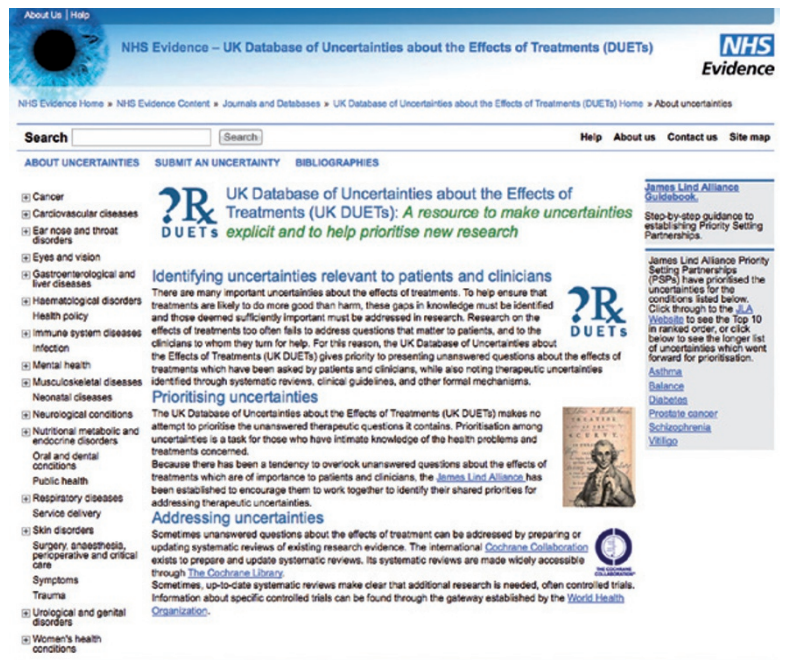 About Us | Help
NHS Evidence – UK Database of Uncertainties about the Effects of Treatments (DUETs)
NHS
Evidence
NHS Evidence Home » NHS Evidence Content » Journals and Databases » UK Database of Uncertainties about the Effects of Treatments (DUETs) Home » About uncertainties
Search
Search
Help About us Contact us Site map
ABOUT UNCERTAINTIES SUBMIT AN UNCERTAINTY BIBLIOGRAPHIES
Cancer
Cardiovascular diseases
Ear nose and throat
disorders
Eyes and vision
Gastroenterological and
liver diseases
Haematological disorders
Health policy
Immune system diseases
Infection
Mental health
Musculoskeletal diseases
Neonatal diseases
Neurological conditions
Nutritional metabolic and
endocrine disorders
Oral and dental
conditions
Public health
Respiratory diseases
Service delivery
Skin disorders
Surgery, anaesthesia,
perioperative and critical
care
Symptoms
Trauma
Urological and genital
disorders
Women's health
conditions
?Rx
DUETs
UK Database of Uncertainties about the Effects of
Treatments (UK DUETs): A resource to make uncertainties
explicit and to help prioritise new research
Identifying uncertainties relevant to patients and clinicians
There are many important uncertainties about the effects of treatments. To help ensure that
treatments are likely to do more good than harm, these gaps in knowledge must be identified
and those deemed sufficiently important must be addressed in research. Research on the
effects of treatments too often fails to address questions that matter to patients, and to the
clinicians to whom they turn for help. For this reason, the UK Database of Uncertainties about
the Effects of Treatments (UK DUETs) gives priority to presenting unanswered questions about the effects of
treatments which have been asked by patients and clinicians, while also noting therapeutic uncertainties
identified through systematic reviews, clinical guidelines, and other formal mechanisms.
?Rx
DUETs
Prioritising uncertainties
The UK Database of Uncertainties about the Effects of Treatments (UK DUETs) makes no
attempt to prioritise the unanswered therapeutic questions it contains. Prioritisation among
uncertainties is a task for those who have intimate knowledge of the health problems and
treatments concerned.
Because there has been a tendency to overlook unanswered questions about the effects of
treatments which are of importance to patients and clinicians, the James Lind Alliance has
been established to encourage them to work together to identify their shared priorities for
addressing therapeutic uncertainties.
Addressing uncertainties
Sometimes unanswered questions about the effects of treatment can be addressed by preparing or
updating systematic reviews of existing research evidence. The international Cochrane Collaboration
exists to prepare and update systematic reviews. Its systematic reviews are made widely accessible
through The Cochrane Library.
Sometimes, up-to-date systematic reviews make clear that additional research is needed, often controlled trials.
Information about specific controlled trials can be found through the gateway established by the World Health
Organization.
THE COCHRANE
COLLABORATION®
James Lind Alliance
Guidebook.
Step-by-step guidance to
establishing Priority Setting
Partnerships.
James Lind Alliance Priority
Setting Partnerships
(PSPs) have prioritised the
uncertainties for the
conditions listed below.
Click through to the JLA
Website to see the Top 10
in ranked order, or click
below to see the longer list
of uncertainties which went
forward for prioritisation.
Asthma
Balance
Diabetes
Prostate cancer
Schizophrenia
Vitiligo